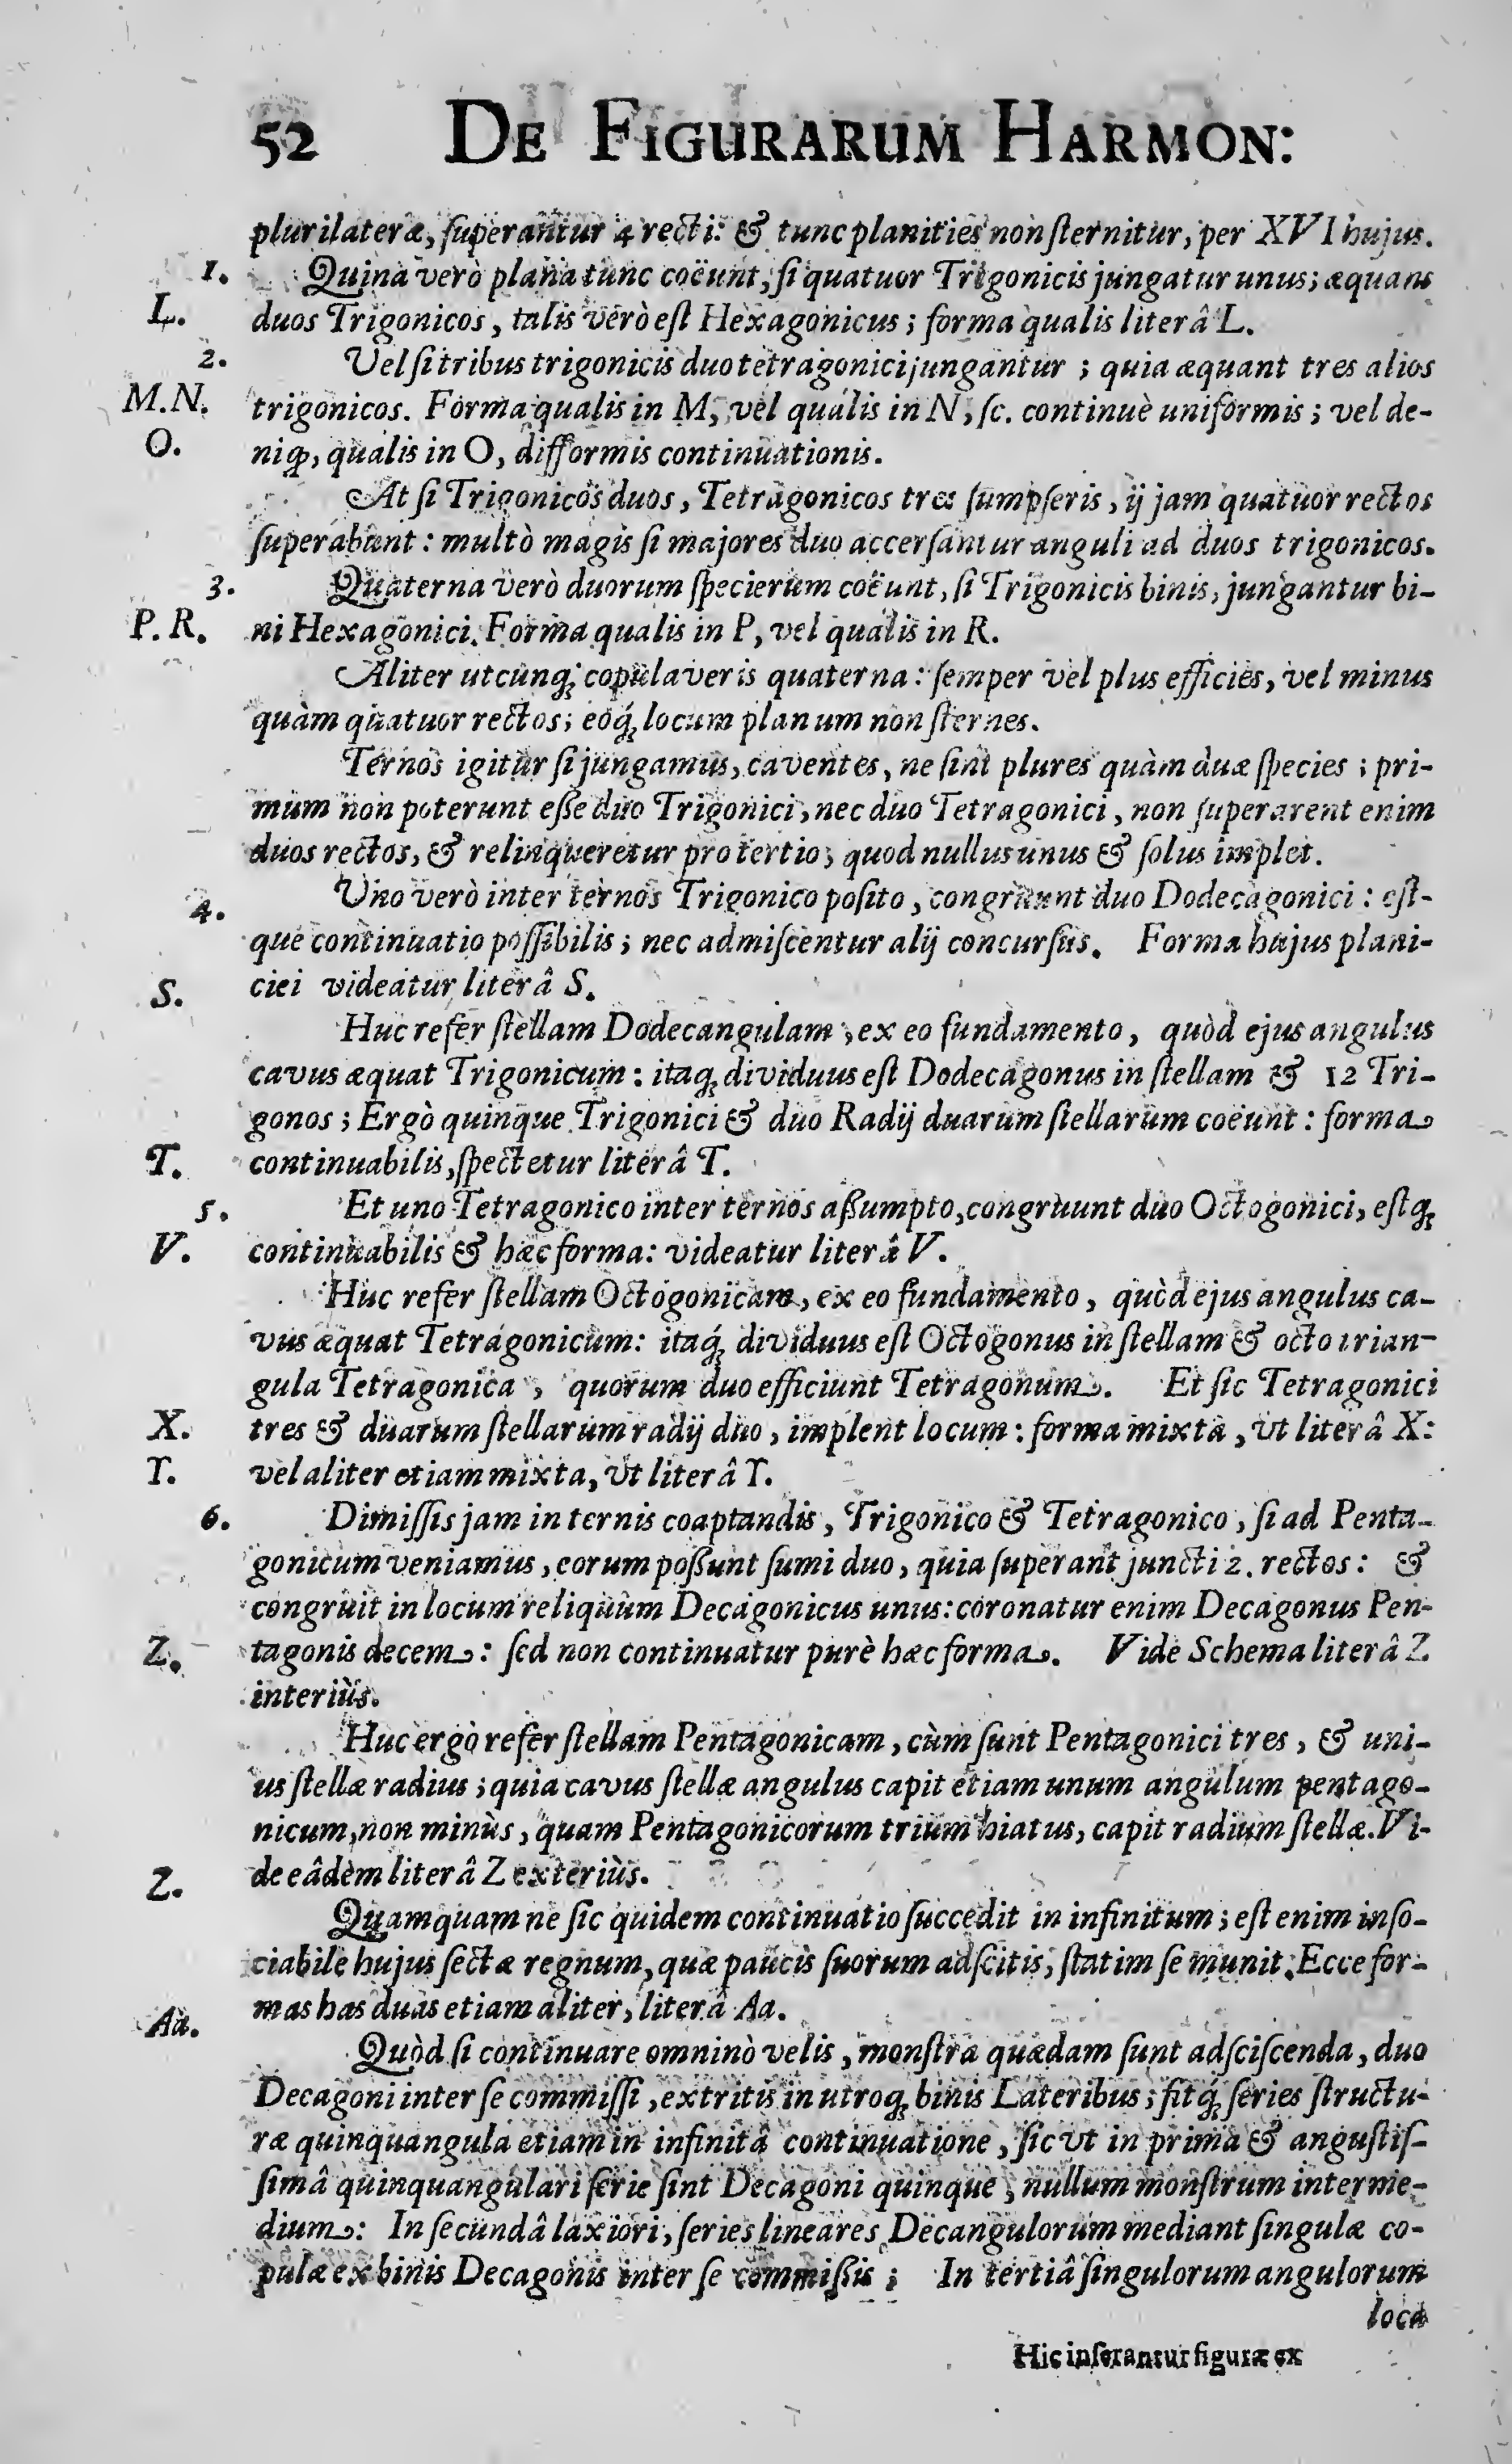 52 DE FIGURARUM HARMON:
plurilateræ, superantur 4 recti: & tunc planities non sternitur, per XVI hujus.
1. Quina verò plana tunc coëunt, si quatuor Trigonicis jungatur unus; æquans
L. duos Trigonicos, talis verò est Hexagonicus; forma qualis literâ L.
2. Vel si tribus trigonicis duo tetragonici jungantur; quia æquant tres alios
M.N. trigonicos. Forma qualis in M, vel qualis in N, sc. continuè uniformis; vel de-
O. niq;, qualis in O, difformis continuationis.
At si Trigonicos duos, Tetragonicos tres sumpseris, ij jam quatuor rectos
superabunt: multò magis si majores duo accersantur anguli ad duos trigonicos.
3. Quaterna verò duorum specierum coëunt, si Trigonicis binis, jungantur bi-
P. R. ni Hexagonici. Forma qualis in P, vel qualis in R.
Aliter utcunq; copulaveris quaterna: semper vel plus efficies, vel minus
quàm quatuor rectos; eoq́; locum planum non sternes.
Ternos igitur si jungamus, caventes, ne sint plures quàm duæ species; pri-
mum non poterunt esse duo Trigonici, nec duo Tetragonici, non superarent enim
duos rectos, & relinqueretur pro tertio, quod nullus unus & solus implet.
4. Uno verò inter ternos Trigonico posito, congruunt duo Dodecagonici: est-
que continuatio possibilis; nec admiscentur alij concursus. Forma hujus plani-
S. ciei videatur literâ S.
Huc refer stellam Dodecangulam, ex eo fundamento, quòd ejus angulus
cavus æquat Trigonicum: itaq; dividuus est Dodecagonus in stellam & 12 Tri-
gonos; Ergò quinque Trigonici & duo Radij duarum stellarum coëunt: forma
T. continuabilis, spectetur literâ T.
5. Et uno Tetragonico inter ternos assumpto, congruunt duo Octogonici, estq;
V. continuabilis & hæc forma: videatur literâ V.
Huc refer stellam Octogonicam, ex eo fundamento, quòd ejus angulus ca-
vus æquat Tetragonicum: itaq́; dividuus est Octogonus in stellam & octo trian-
gula Tetragonica, quorum duo efficiunt Tetragonum. Et sic Tetragonici
X. tres & duarum stellarum radij duo, implent locum: forma mixta, ut literâ X:
Y. vel aliter etiam mixta, ut literâ Y.
6. Dimissis jam in ternis coaptandis, Trigonico & Tetragonico, si ad Penta-
gonicum veniamus, eorum possunt sumi duo, quia superant juncti 2. rectos: &
congruit in locum reliquum Decagonicus unus: coronatur enim Decagonus Pen-
Z. tagonis decem: sed non continuatur purè hæc forma. Vide Schema literâ Z
interiùs.
Huc ergò refer stellam Pentagonicam, cùm sunt Pentagonici tres, & uni-
us stellæ radius; quia cavus stellæ angulus capit etiam unum angulum pentago-
nicum, non minùs, quam Pentagonicorum trium hiatus, capit radium stellæ. Vi-
Z. de eâdem literâ Z exteriùs.
Quamquam ne sic quidem continuatio succedit in infinitum; est enim inso-
ciabile hujus sectæ regnum, quæ paucis suorum adscitis, statim se munit. Ecce for-
Aa. mas has duas etiam aliter, literâ Aa.
Quòd si continuare omninò velis, monstra quædam sunt adsciscenda, duo
Decagoni inter se commissi, extritis in utroq; binis Lateribus; fitq́; series structu-
ræ quinquangula etiam in infinitâ continuatione, sic ut in prima & angustis-
simâ quinquangulari serie sint Decagoni quinque, nullum monstrum interme-
dium: In secundâ laxiori, series lineares Decangulorum mediant singulæ co-
pulæ ex binis Decagonis inter se commissis; In tertiâ singulorum angulorum
loca
Hic inserantur figuræ ex